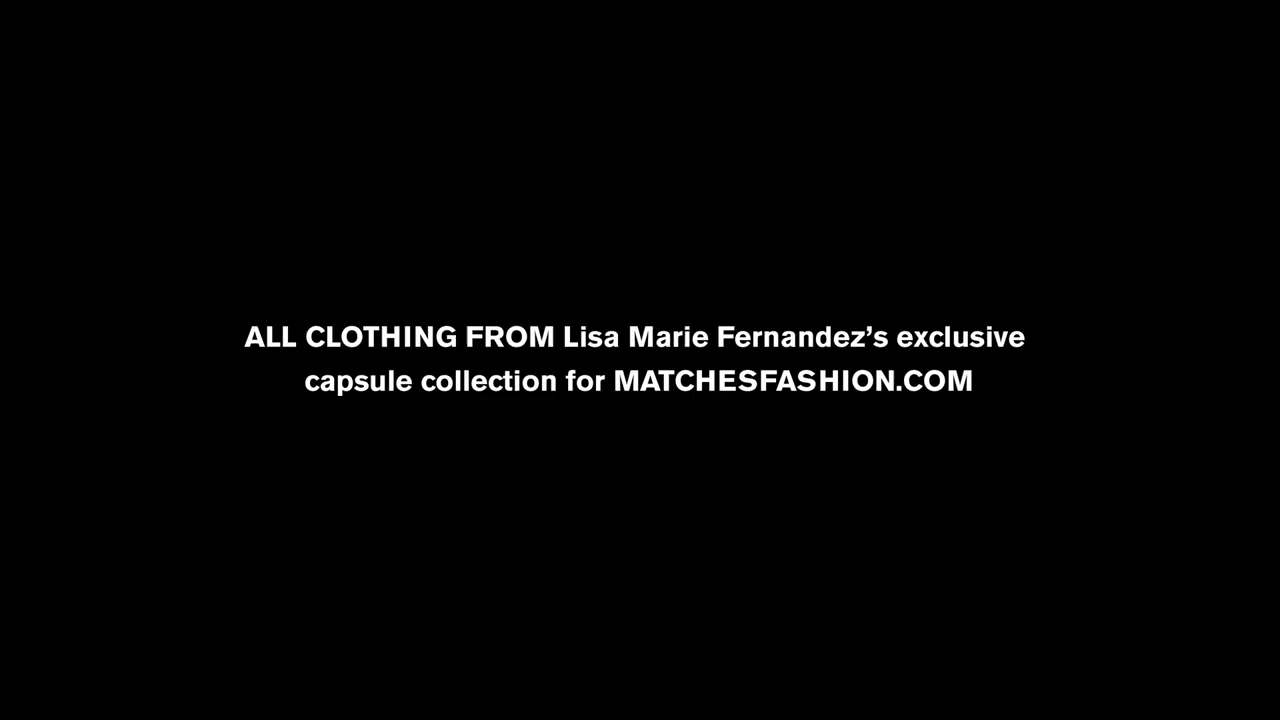 ALL CLOTHING FROM Lisa Marie Fernandez’s exclusive
capsule collection for MATCHESFASHION.COM